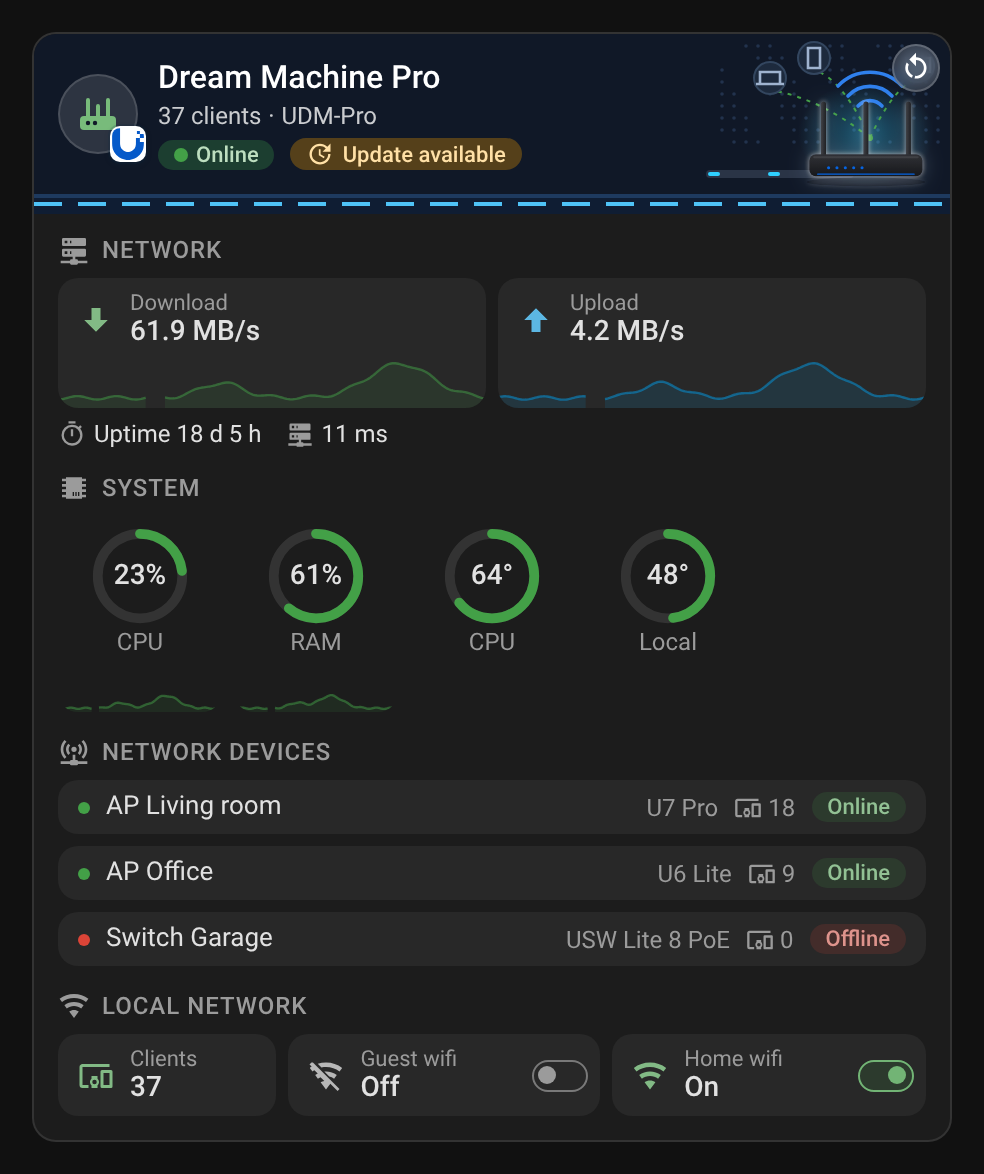 Dream Machine Pro
37 clients · UDM-Pro
Online
Update available
NETWORK
Download
61.9 MB/s
Upload
4.2 MB/s
Uptime 18 d 5 h
11 ms
SYSTEM
23%
CPU
61%
RAM
64°
CPU
48°
Local
NETWORK DEVICES
AP Living room U7 Pro 18 Online
AP Office U6 Lite 9 Online
Switch Garage USW Lite 8 PoE 0 Offline
LOCAL NETWORK
Clients
37
Guest wifi
Off
Home wifi
On